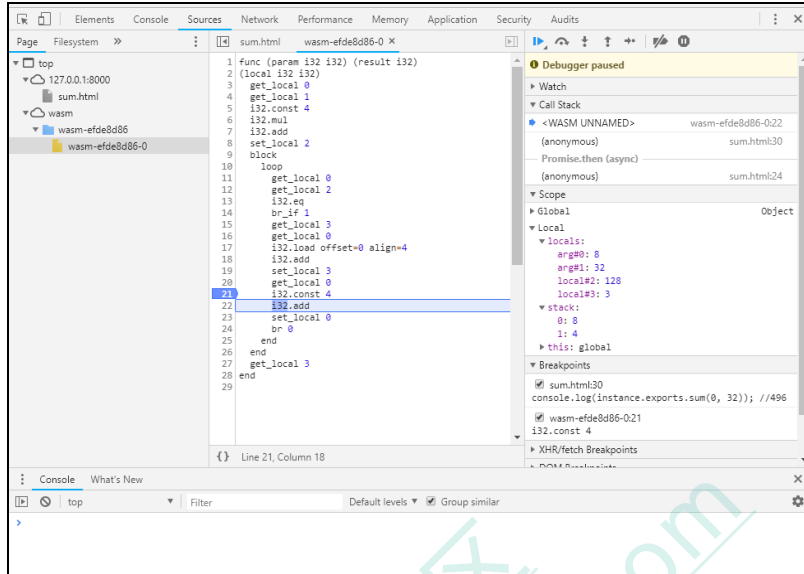 Elements Console Sources Network Performance Memory Application Security Audits
Page Filesystem »
sum.html wasm-efde8d86-0 ×
top
127.0.0.1:8000
sum.html
wasm
wasm-efde8d86
wasm-efde8d86-0
1 func (param i32 i32) (result i32)
2 (local i32 i32)
3 get_local 0
4 get_local 1
5 i32.const 4
6 i32.mul
7 i32.add
8 set_local 2
9 block
10 loop
11 get_local 0
12 get_local 2
13 i32.eq
14 br_if 1
15 get_local 3
16 get_local 0
17 i32.load offset=0 align=4
18 i32.add
19 set_local 3
20 get_local 0
21 i32.const 4
22 i32.add
23 set_local 0
24 br 0
25 end
26 end
27 get_local 3
28 end
29
{} Line 21, Column 18
Debugger paused
Watch
Call Stack
<WASM UNNAMED> wasm-efde8d86-0:22
(anonymous) sum.html:30
Promise.then (async)
(anonymous) sum.html:24
Scope
Global Object
Local
locals:
arg#0: 8
arg#1: 32
local#2: 128
local#3: 3
stack:
0: 8
1: 4
this: global
Breakpoints
sum.html:30
console.log(instance.exports.sum(0, 32)); //496
wasm-efde8d86-0:21
i32.const 4
XHR/fetch Breakpoints
DOM Breakpoints
Console What's New
top Filter Default levels ▼ Group similar
>